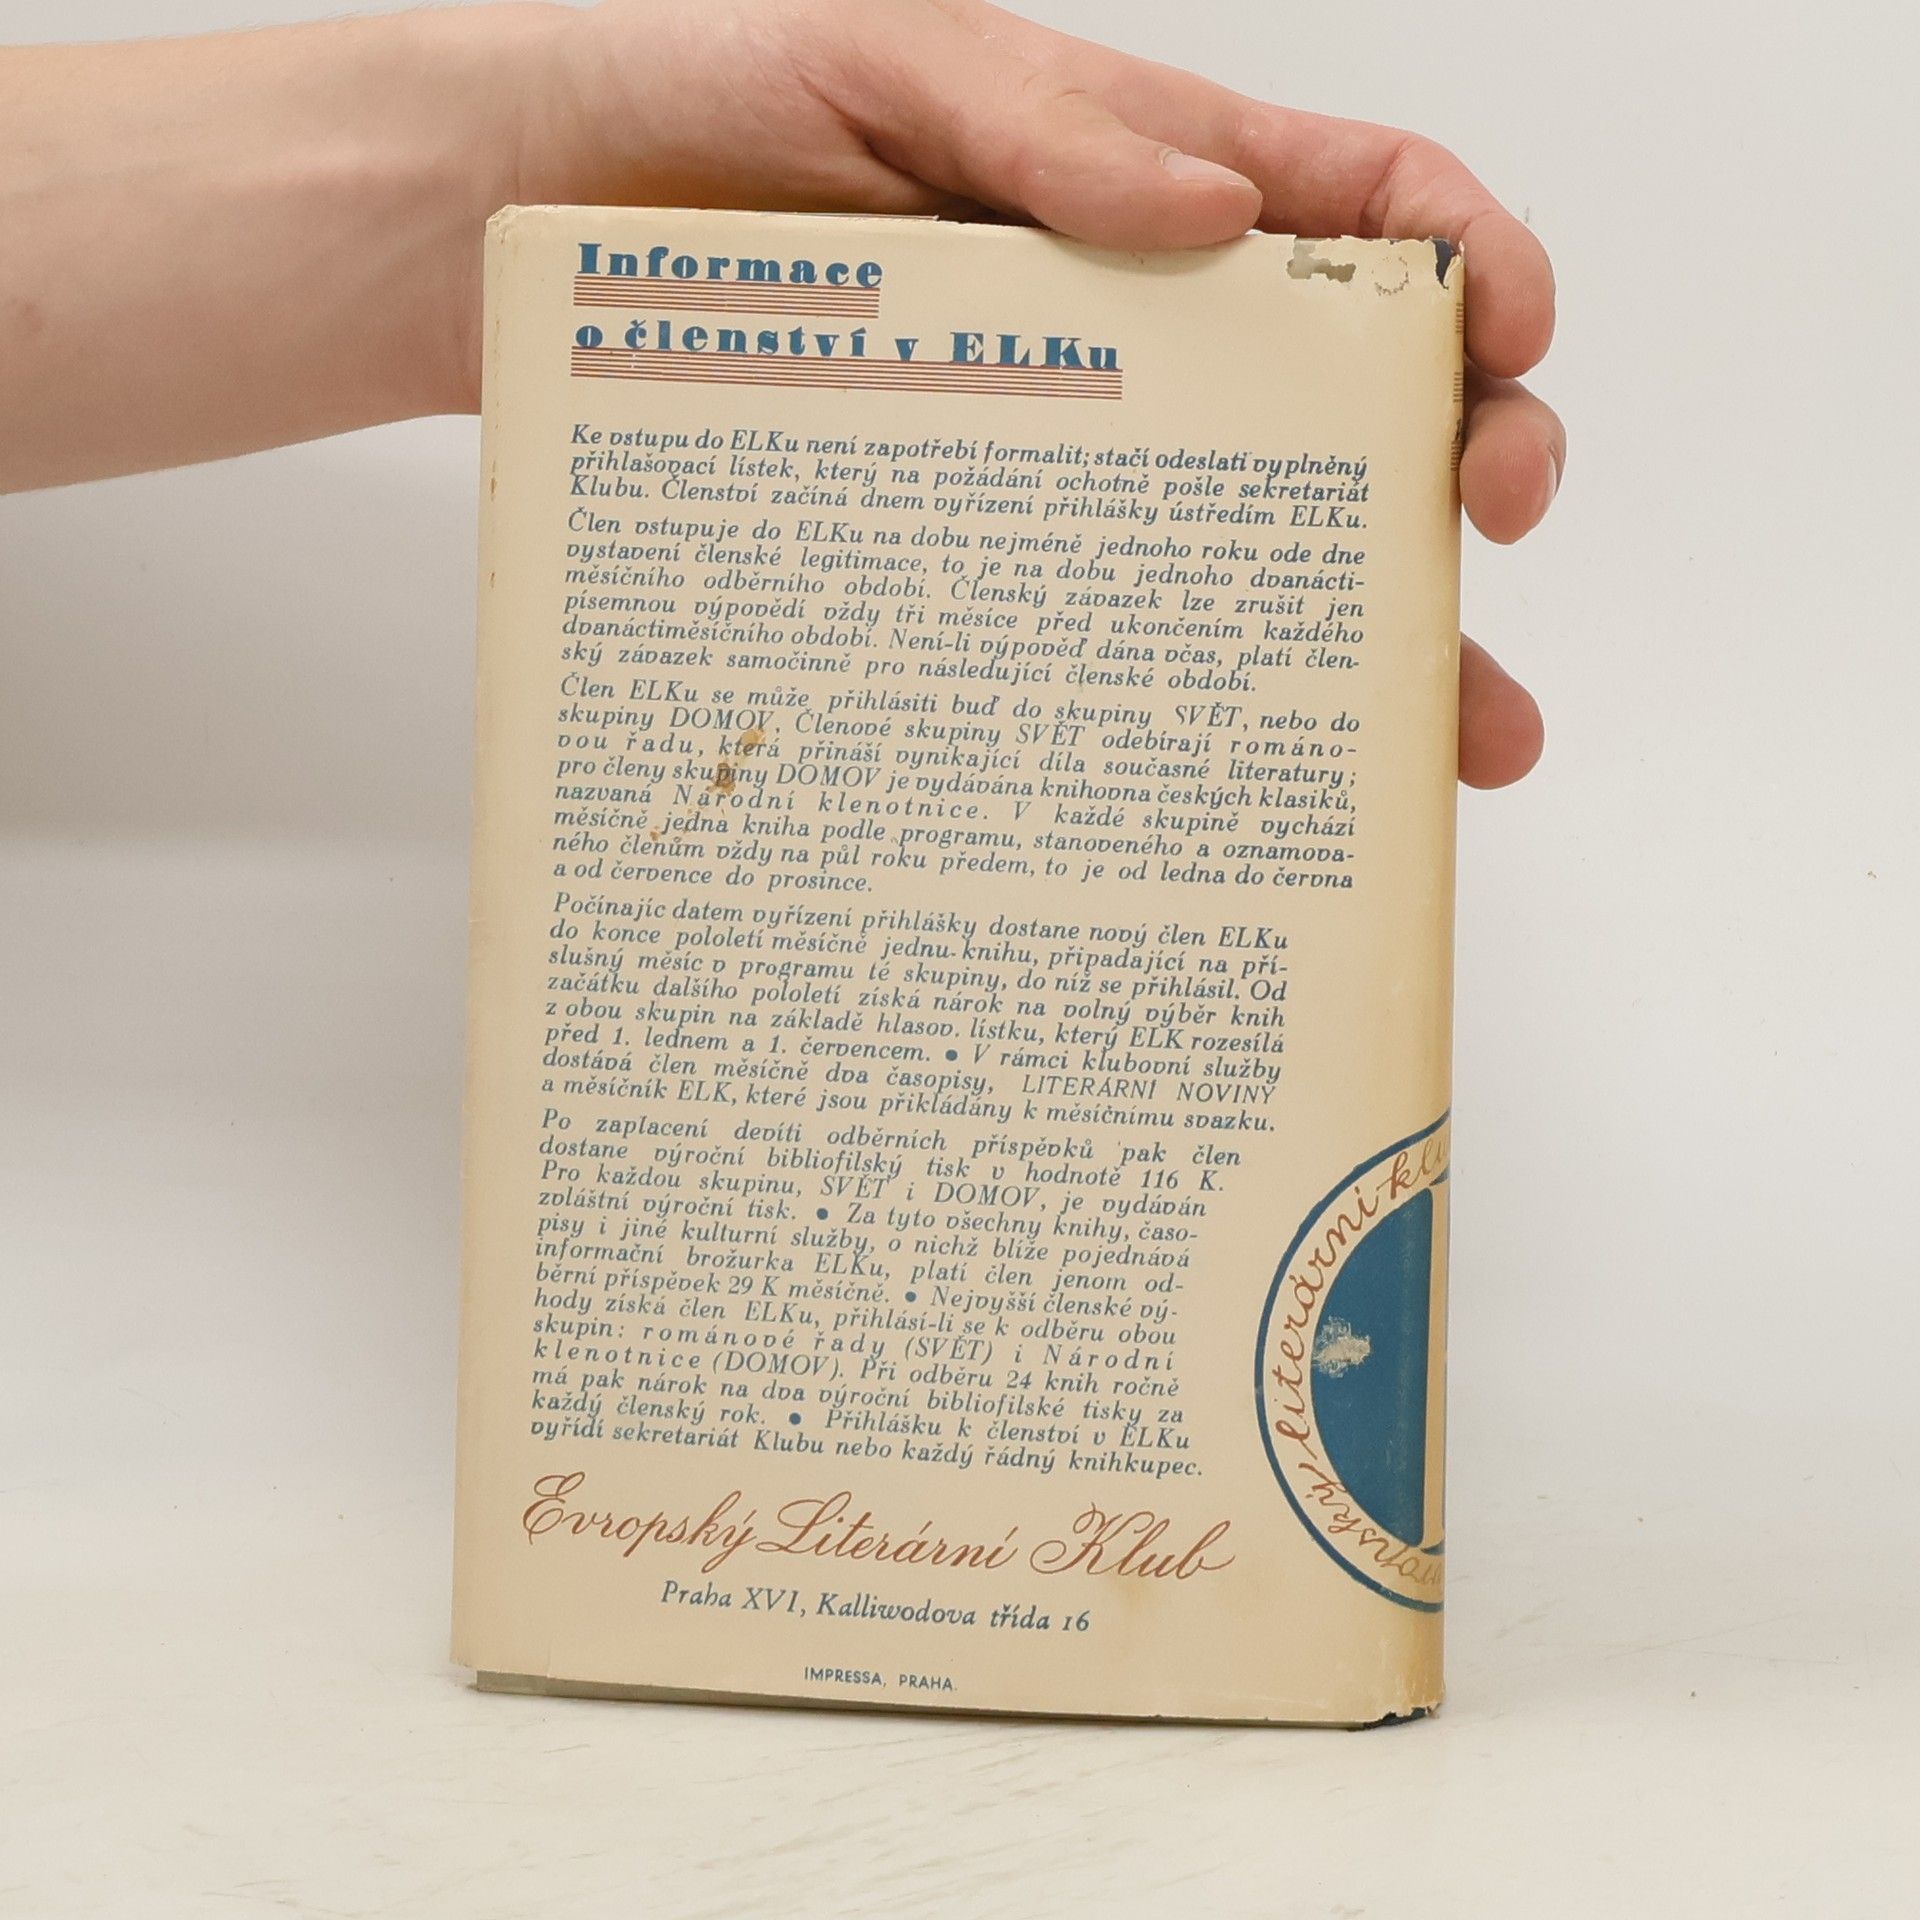 Informace
o členství v ELKu
Ke vstupu do ELKu není zapotřebí formalit; stačí odeslati vyplněný
přihlašovací lístek, který na požádání ochotně pošle sekretariát
Klubu. Členství začíná dnem vyřízení přihlášky ústředím ELKu.
Člen vstupuje do ELKu na dobu nejméně jednoho roku ode dne
vystavení členské legitimace, to je na dobu jednoho dvanácti-
měsíčního odběrního období. Členský závazek lze zrušit jen
písemnou výpovědí vždy tři měsíce před ukončením každého
dvanáctiměsíčního období. Není-li výpověď dána včas, platí člen-
ský závazek samočinně pro následující členské období.
Člen ELKu se může přihlásiti buď do skupiny SVĚT, nebo do
skupiny DOMOV. Členové skupiny SVĚT odebírají románo-
vou řadu, která přináší vynikající díla současné literatury;
pro členy skupiny DOMOV je vydávána knihovna českých klasiků,
nazvaná Národní klenotnice. V každé skupině vychází
měsíčně jedna kniha podle programu, stanoveného a oznamova-
ného členům vždy na půl roku předem, to je od ledna do června
a od července do prosince.
Počínajíc datem vyřízení přihlášky dostane nový člen ELKu
do konce pololetí měsíčně jednu knihu, připadající na pří-
slušný měsíc v programu té skupiny, do níž se přihlásil. Od
začátku dalšího pololetí získá nárok na volný výběr knih
z obou skupin na základě hlasov. lístku, který ELK rozesílá
před 1. lednem a 1. červencem. ● V rámci klubovní služby
dostává člen měsíčně dva časopisy, LITERÁRNÍ NOVINY
a měsíčník ELK, které jsou přikládány k měsíčnímu svazku.
Po zaplacení devíti odběrních příspěvků pak člen
dostane výroční bibliofilský tisk v hodnotě 116 K.
Pro každou skupinu, SVĚT i DOMOV, je vydáván
zvláštní výroční tisk. ● Za tyto všechny knihy, časo-
pisy i jiné kulturní služby, o nichž blíže pojednává
informační brožurka ELKu, platí člen jenom od-
běrní příspěvek 29 K měsíčně. ● Nejvyšší členské vý-
hody získá člen ELKu, přihlásí-li se k odběru obou
skupin: románové řady (SVĚT) i Národní
klenotnice (DOMOV). Při odběru 24 knih ročně
má pak nárok na dva výroční bibliofilské tisky za
každý členský rok. ● Přihlášku k členství v ELKu
vyřídí sekretariát Klubu nebo každý řádný knihkupec.
Evropský Literární Klub
Praha XVI, Kalliwodova třída 16
IMPRESSA, PRAHA.
literární